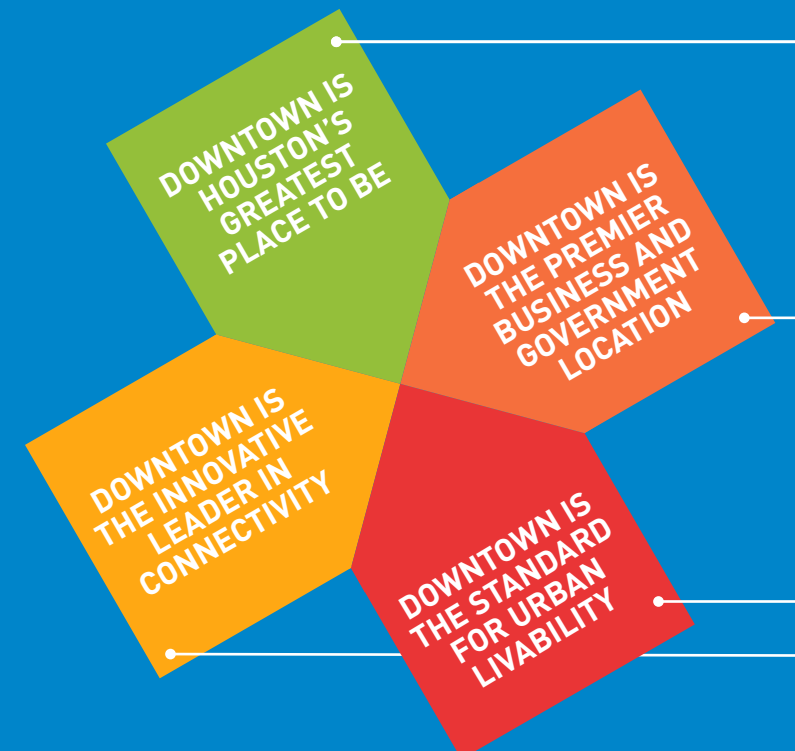 DOWNTOWN IS
HOUSTON'S
GREATEST
PLACE TO BE
DOWNTOWN IS
THE PREMIER
BUSINESS AND
GOVERNMENT
LOCATION
DOWNTOWN IS
THE INNOVATIVE
LEADER IN
CONNECTIVITY
DOWNTOWN IS
THE STANDARD
FOR URBAN
LIVABILITY